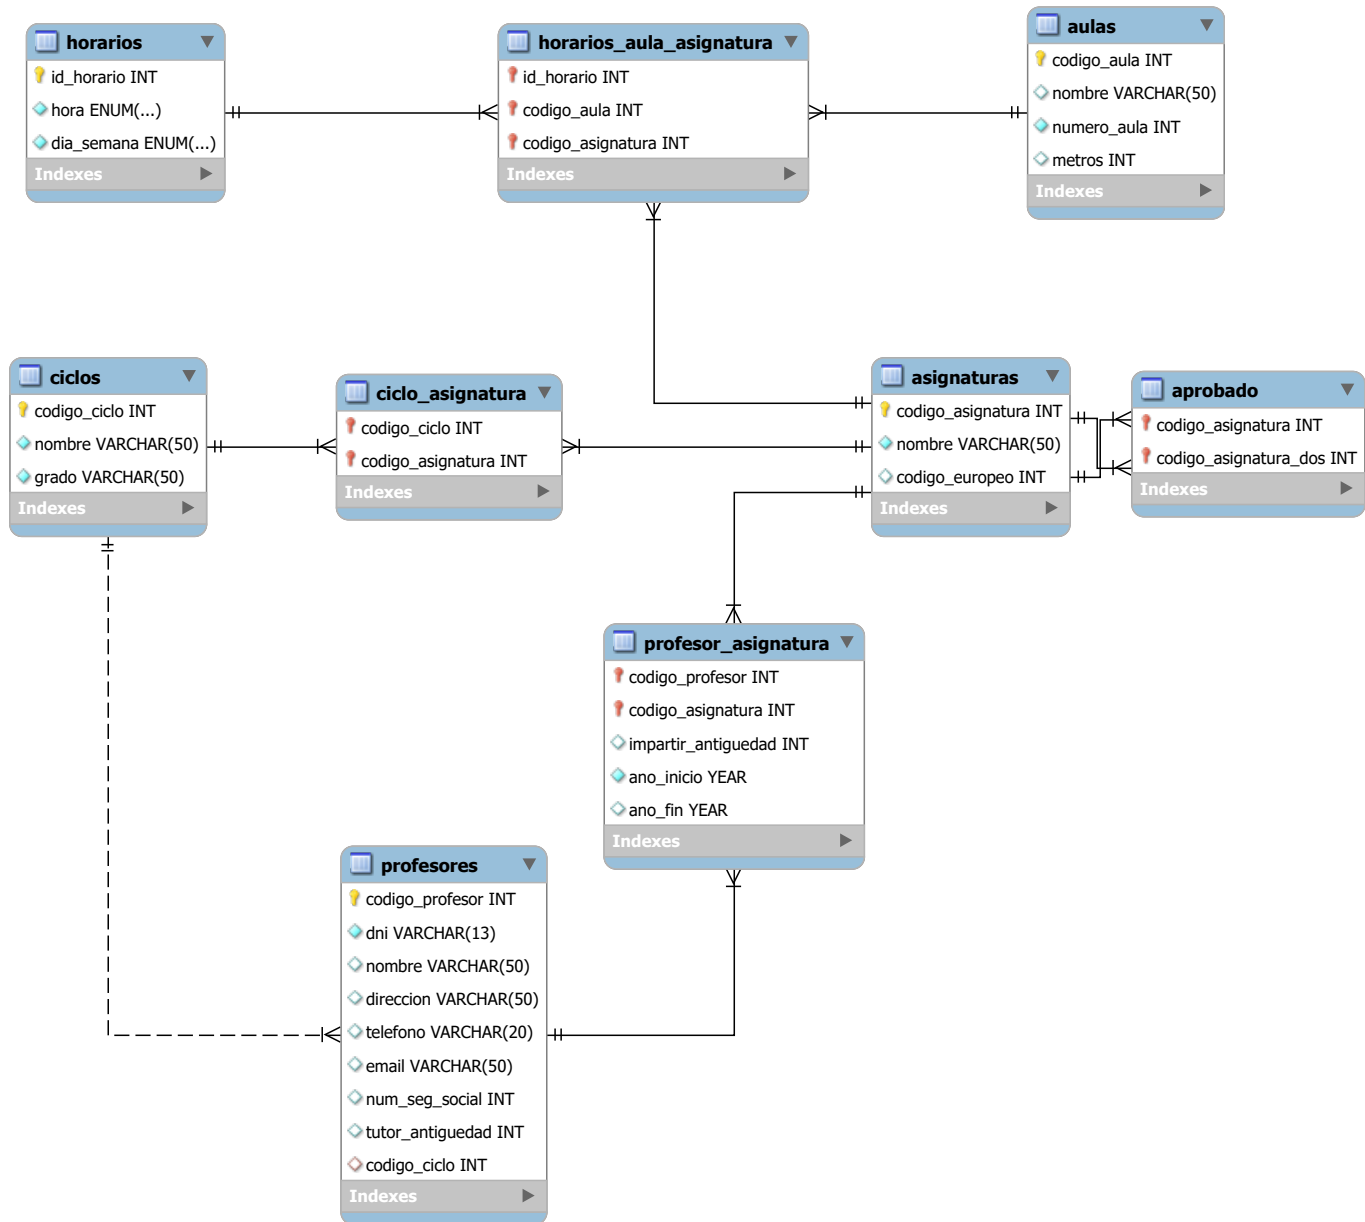 horarios
id_horario INT
hora ENUM(...)
dia_semana ENUM(...)
Indexes
horarios_aula_asignatura
id_horario INT
codigo_aula INT
codigo_asignatura INT
Indexes
aulas
codigo_aula INT
nombre VARCHAR(50)
numero_aula INT
metros INT
Indexes
ciclos
codigo_ciclo INT
nombre VARCHAR(50)
grado VARCHAR(50)
Indexes
ciclo_asignatura
codigo_ciclo INT
codigo_asignatura INT
Indexes
asignaturas
codigo_asignatura INT
nombre VARCHAR(50)
codigo_europeo INT
Indexes
aprobado
codigo_asignatura INT
codigo_asignatura_dos INT
Indexes
profesor_asignatura
codigo_profesor INT
codigo_asignatura INT
impartir_antiguedad INT
ano_inicio YEAR
ano_fin YEAR
Indexes
profesores
codigo_profesor INT
dni VARCHAR(13)
nombre VARCHAR(50)
direccion VARCHAR(50)
telefono VARCHAR(20)
email VARCHAR(50)
num_seg_social INT
tutor_antiguedad INT
codigo_ciclo INT
Indexes